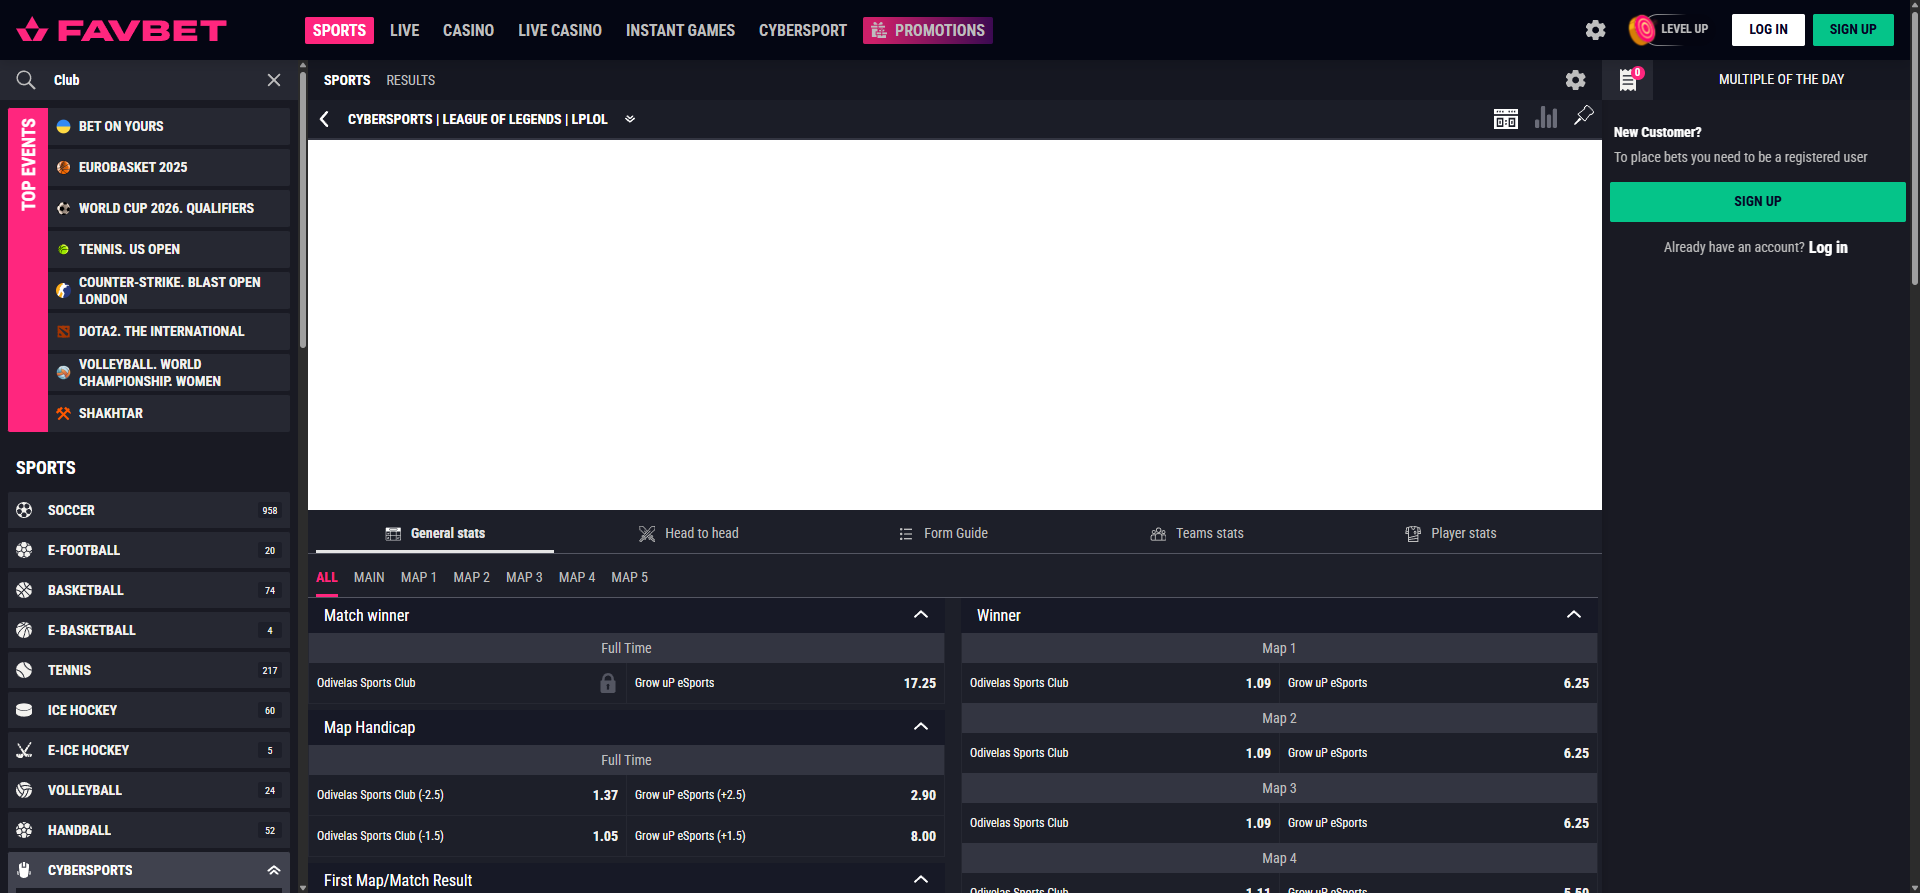 FAVBET
SPORTS LIVE CASINO LIVE CASINO INSTANT GAMES CYBERSPORT PROMOTIONS
LEVEL UP LOG IN SIGN UP
Club
TOP EVENTS
BET ON YOURS
EUROBASKET 2025
WORLD CUP 2026. QUALIFIERS
TENNIS. US OPEN
COUNTER-STRIKE. BLAST OPEN
LONDON
DOTA2. THE INTERNATIONAL
VOLLEYBALL. WORLD
CHAMPIONSHIP. WOMEN
SHAKHTAR
SPORTS
SOCCER 958
E-FOOTBALL 20
BASKETBALL 74
E-BASKETBALL 4
TENNIS 217
ICE HOCKEY 60
E-ICE HOCKEY 5
VOLLEYBALL 24
HANDBALL 52
CYBERSPORTS
SPORTS RESULTS
CYBERSPORTS | LEAGUE OF LEGENDS | LPLOL
General stats Head to head Form Guide Teams stats Player stats
ALL MAIN MAP 1 MAP 2 MAP 3 MAP 4 MAP 5
Match winner
Full Time
Odivelas Sports Club Grow uP eSports 17.25
Map Handicap
Full Time
Odivelas Sports Club (-2.5) 1.37 Grow uP eSports (+2.5) 2.90
Odivelas Sports Club (-1.5) 1.05 Grow uP eSports (+1.5) 8.00
First Map/Match Result
Winner
Map 1
Odivelas Sports Club 1.09 Grow uP eSports 6.25
Map 2
Odivelas Sports Club 1.09 Grow uP eSports 6.25
Map 3
Odivelas Sports Club 1.09 Grow uP eSports 6.25
Map 4
Odivelas Sports Club 1.11 Grow uP eSports 5.50
0
MULTIPLE OF THE DAY
New Customer?
To place bets you need to be a registered user
SIGN UP
Already have an account? Log in